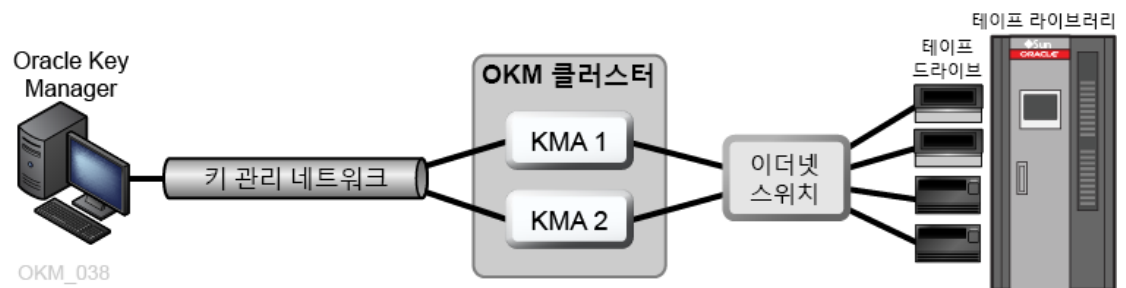 Oracle Key
Manager
키 관리 네트워크
OKM 클러스터
KMA 1
KMA 2
이더넷
스위치
테이프
드라이브
테이프 라이브러리
Sun
ORACLE
OKM_038